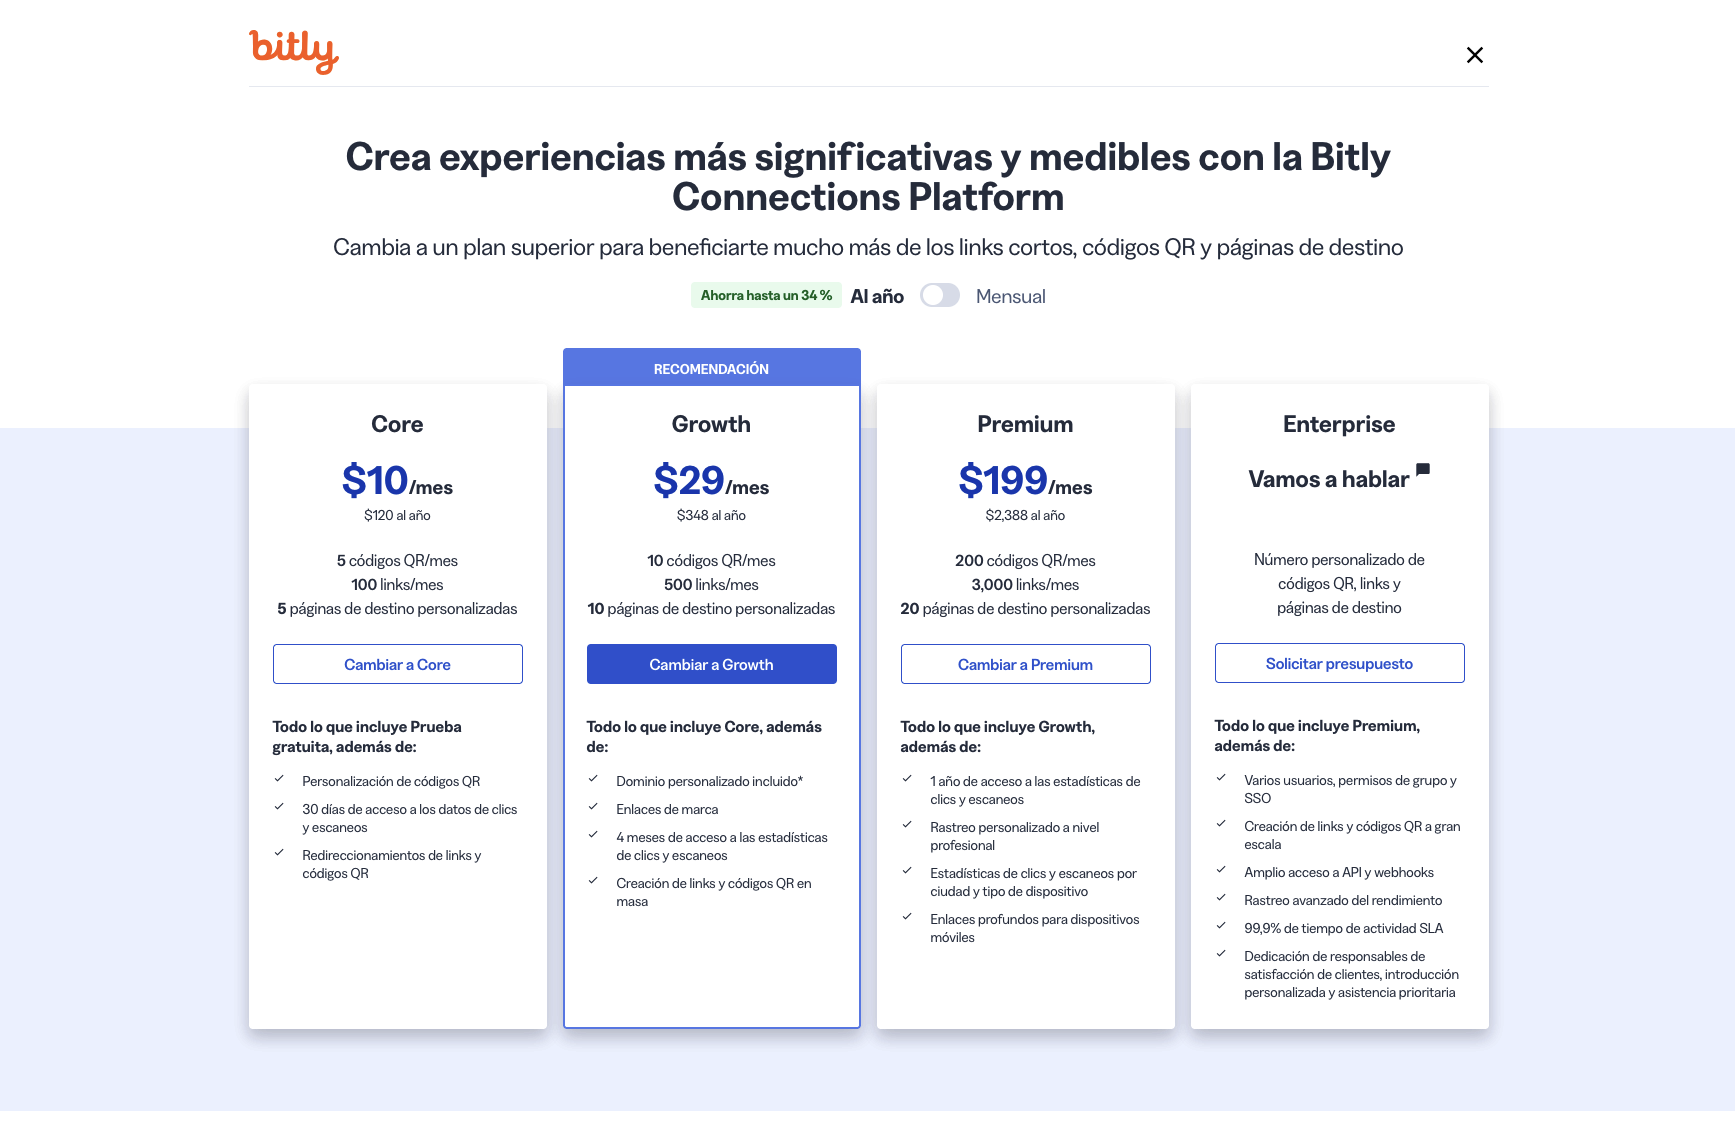 bitly
Crea experiencias más significativas y medibles con la Bitly
Connections Platform
Cambia a un plan superior para beneficiarte mucho más de los links cortos, códigos QR y páginas de destino
Ahorra hasta un 34 % Al año Mensual
RECOMENDACIÓN
Core
$10/mes
$120 al año
5 códigos QR/mes
100 links/mes
5 páginas de destino personalizadas
Cambiar a Core
Todo lo que incluye Prueba
gratuita, además de:
Personalización de códigos QR
30 días de acceso a los datos de clics
y escaneos
Redireccionamientos de links y
códigos QR
Growth
$29/mes
$348 al año
10 códigos QR/mes
500 links/mes
10 páginas de destino personalizadas
Cambiar a Growth
Todo lo que incluye Core, además
de:
Dominio personalizado incluido*
Enlaces de marca
4 meses de acceso a las estadísticas
de clics y escaneos
Creación de links y códigos QR en
masa
Premium
$199/mes
$2,388 al año
200 códigos QR/mes
3,000 links/mes
20 páginas de destino personalizadas
Cambiar a Premium
Todo lo que incluye Growth,
además de:
1 año de acceso a las estadísticas de
clics y escaneos
Rastreo personalizado a nivel
profesional
Estadísticas de clics y escaneos por
ciudad y tipo de dispositivo
Enlaces profundos para dispositivos
móviles
Enterprise
Vamos a hablar
Número personalizado de
códigos QR, links y
páginas de destino
Solicitar presupuesto
Todo lo que incluye Premium,
además de:
Varios usuarios, permisos de grupo y
SSO
Creación de links y códigos QR a gran
escala
Amplio acceso a API y webhooks
Rastreo avanzado del rendimiento
99,9% de tiempo de actividad SLA
Dedicación de responsables de
satisfacción de clientes, introducción
personalizada y asistencia prioritaria